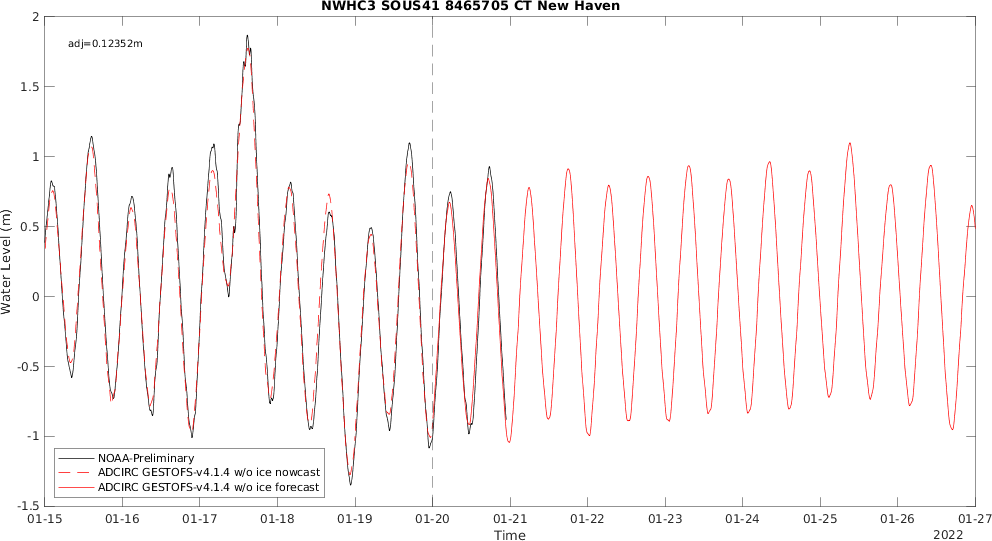 NWHC3 SOUS41 8465705 CT New Haven
adj=0.12352m
2
1.5
1
0.5
0
-0.5
-1
-1.5
Water Level (m)
NOAA-Preliminary
ADCIRC GESTOFS-v4.1.4 w/o ice nowcast
ADCIRC GESTOFS-v4.1.4 w/o ice forecast
01-15 01-16 01-17 01-18 01-19 01-20 01-21 01-22 01-23 01-24 01-25 01-26 01-27
Time
2022